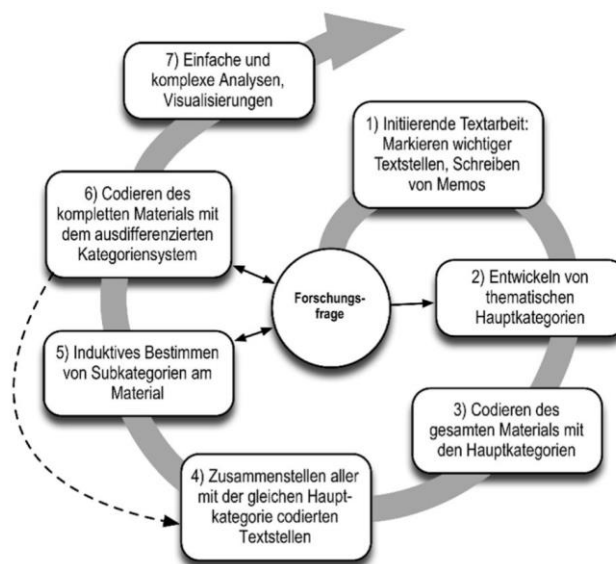 7) Einfache und
komplexe Analysen,
Visualisierungen
1) Initiierende Textarbeit:
Markieren wichtiger
Textstellen, Schreiben
von Memos
6) Codieren des
kompletten Materials mit
dem ausdifferenzierten
Kategoriensystem
Forschungs-
frage
2) Entwickeln von
thematischen
Hauptkategorien
5) Induktives Bestimmen
von Subkategorien am
Material
3) Codieren des
gesamten Materials mit
den Hauptkategorien
4) Zusammenstellen aller
mit der gleichen Haupt-
kategorie codierten
Textstellen